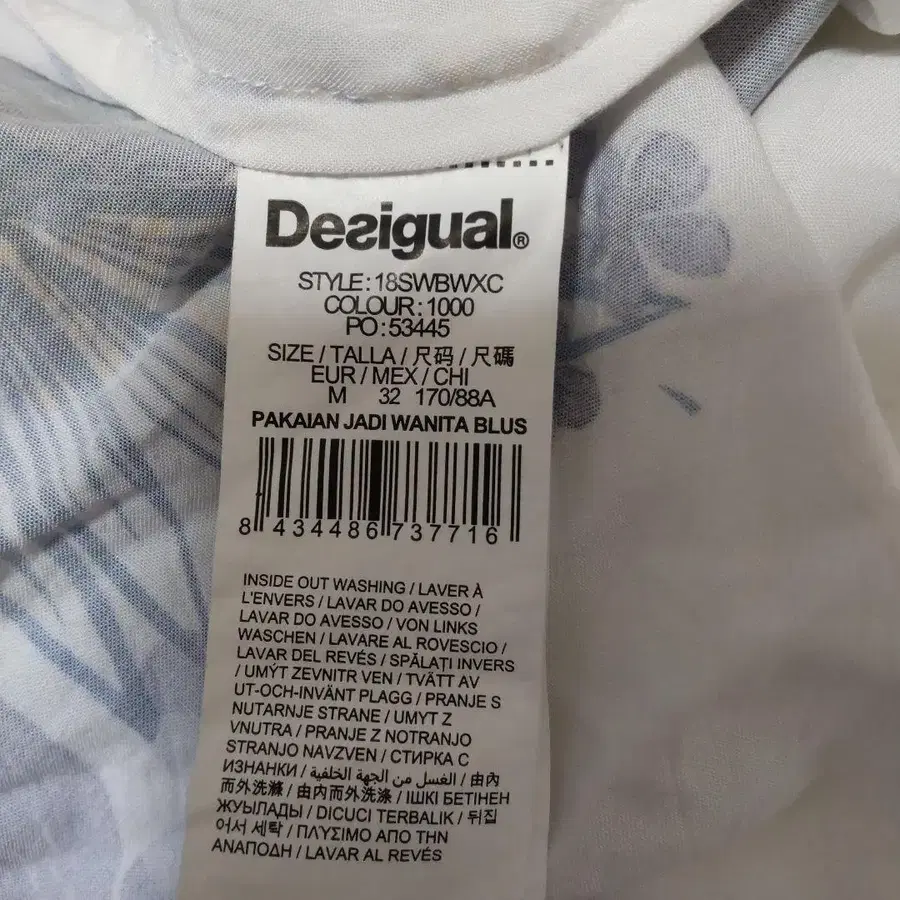 Desigual®
STYLE:18SWBWXC
COLOUR:1000
PO:53445
SIZE / TALLA / 尺码 / 尺碼
EUR / MEX / CHI
M 32 170/88A
PAKAIAN JADI WANITA BLUS
8 434486 737716
INSIDE OUT WASHING / LAVER À
L'ENVERS / LAVAR DO AVESSO /
LAVAR DO AVESSO / VON LINKS
WASCHEN / LAVARE AL ROVESCIO /
LAVAR DEL REVÉS / SPĂLAȚI INVERS
/ UMÝT ZEVNITR VEN / TVÄTT AV
UT-OCH-INVÄNT PLAGG / PRANJE S
NUTARNJE STRANE / UMYT Z
VNUTRA / PRANJE Z NOTRANJO
STRANJO NAVZVEN / СТИРКА С
ИЗНАНКИ / الغسل من الجهة الخلفية / 由內
而外洗滌 / 由内而外洗涤 / ІШКІ БЕТІНЕН
ЖУЫЛАДЫ / DICUCI TERBALIK / 뒤집
어서 세탁 / ΠΛΥΣΙΜΟ ΑΠΟ ΤΗΝ
ΑΝΑΠΟΔΗ / LAVAR AL REVÉS